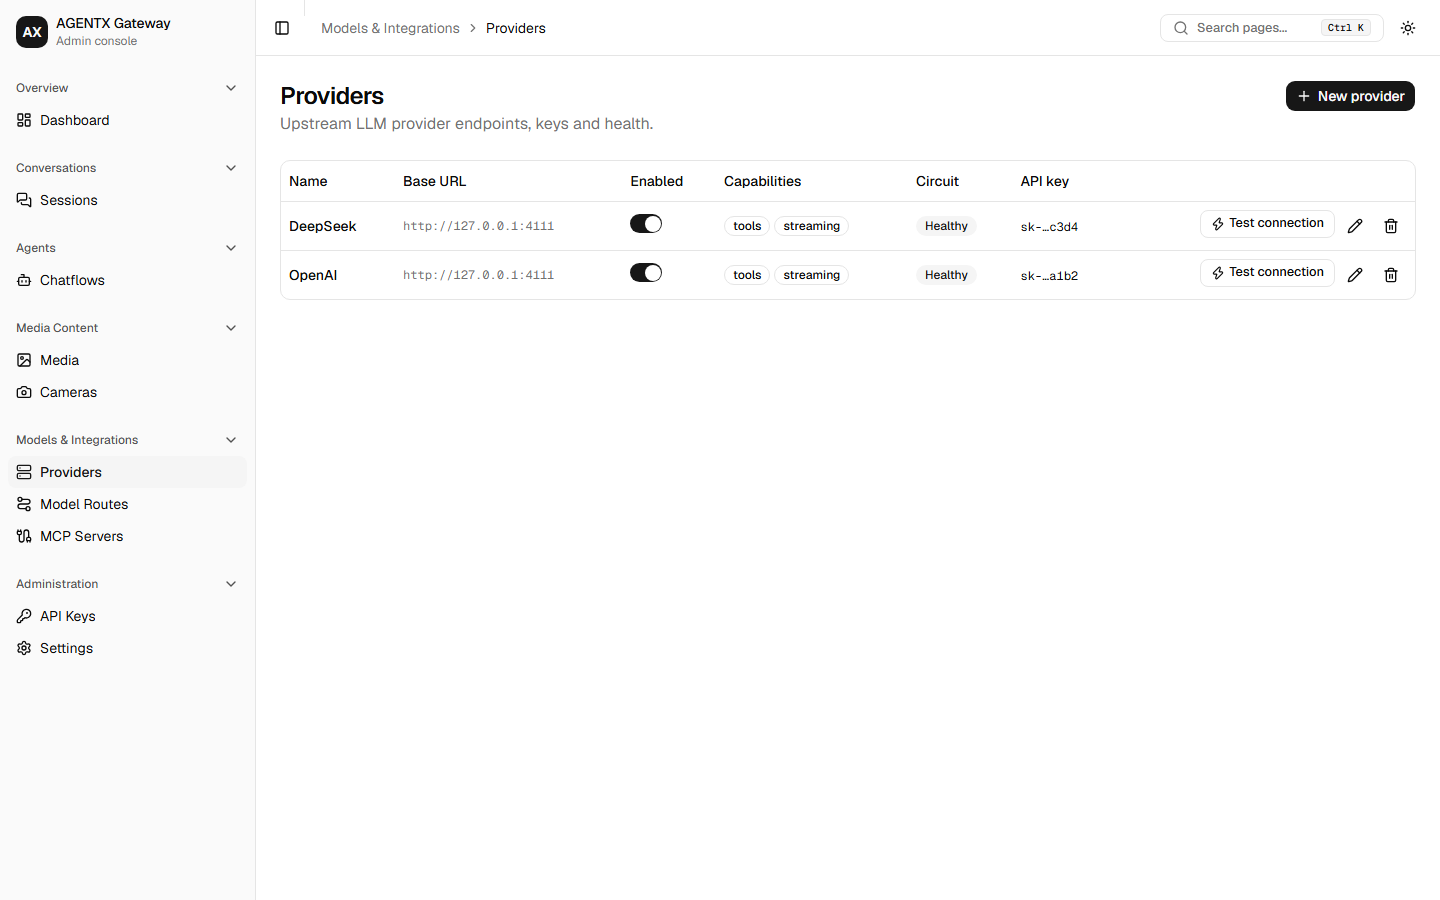 AX
AGENTX Gateway
Admin console
Overview
Dashboard
Conversations
Sessions
Agents
Chatflows
Media Content
Media
Cameras
Models & Integrations
Providers
Model Routes
MCP Servers
Administration
API Keys
Settings
Models & Integrations > Providers
Search pages... Ctrl K
Providers
Upstream LLM provider endpoints, keys and health.
+ New provider
Name Base URL Enabled Capabilities Circuit API key
DeepSeek http://127.0.0.1:4111 tools streaming Healthy sk-…c3d4 Test connection
OpenAI http://127.0.0.1:4111 tools streaming Healthy sk-…a1b2 Test connection